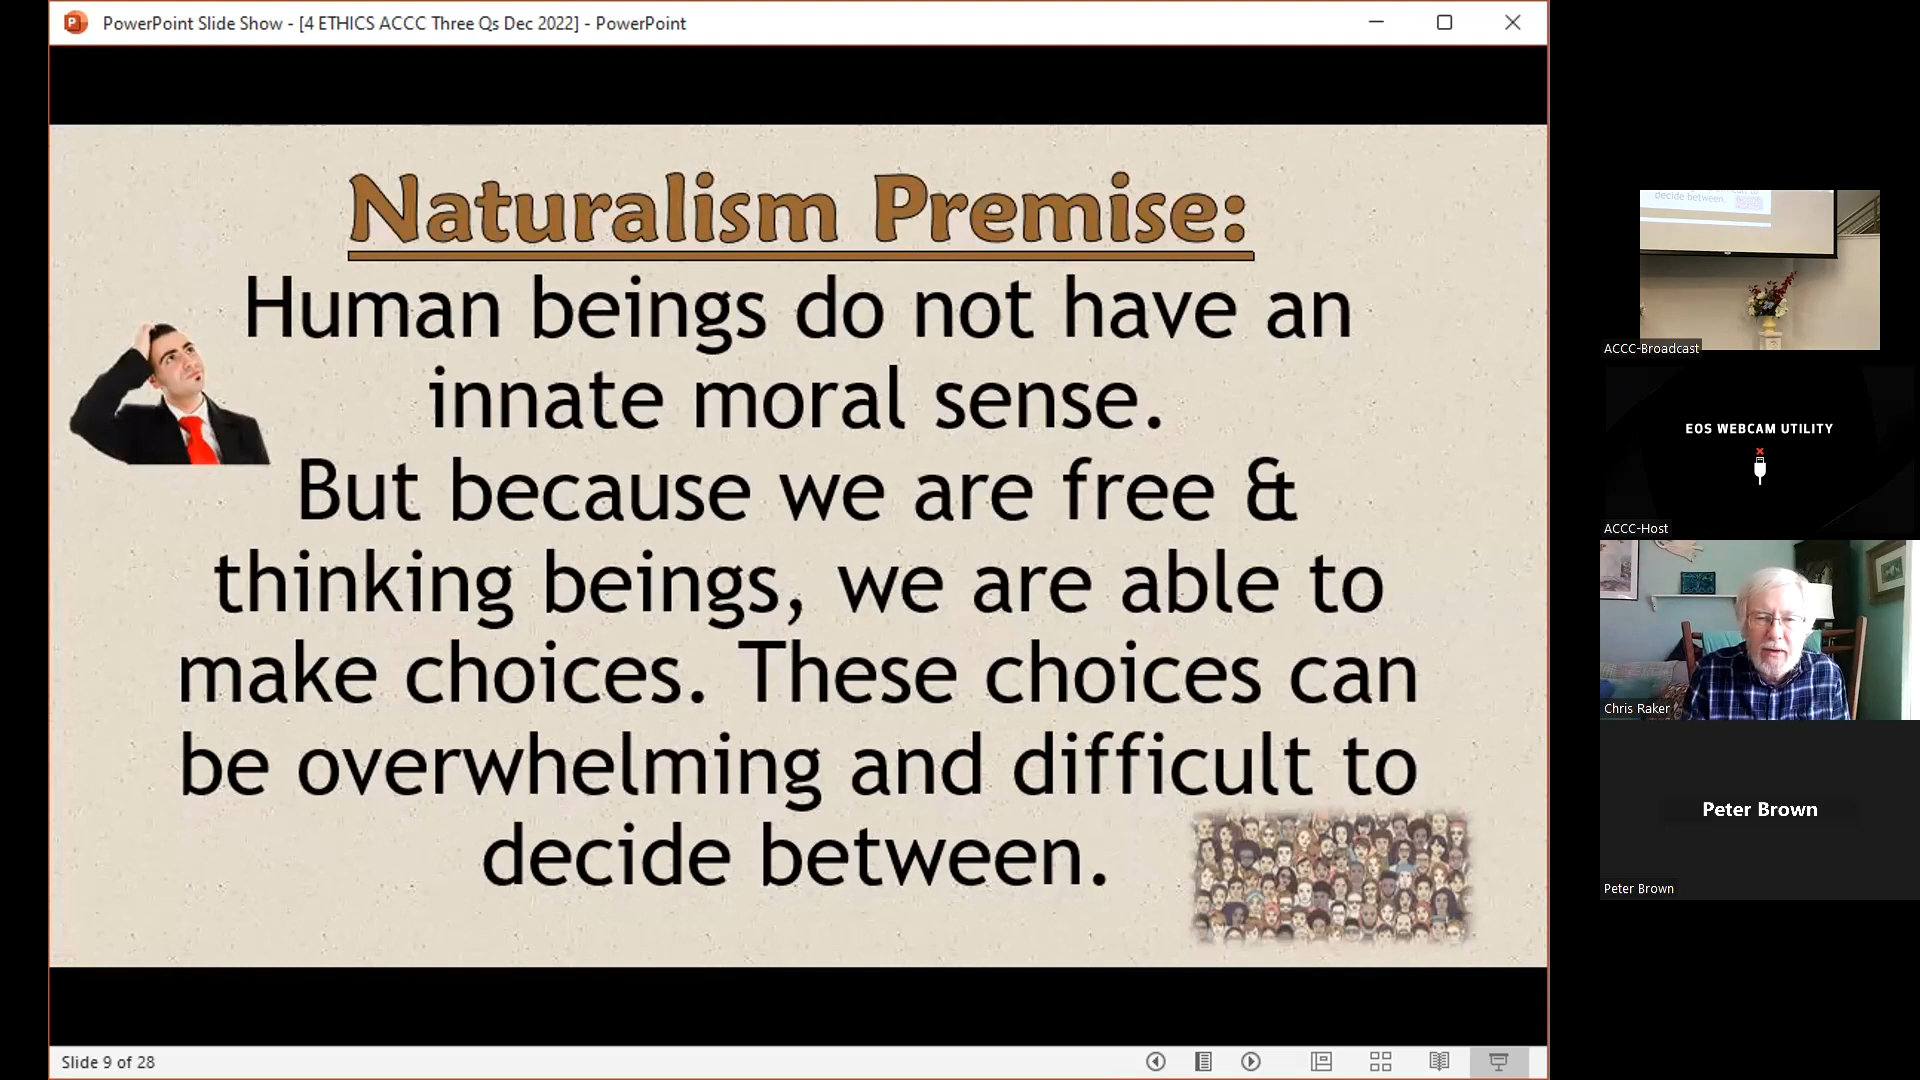 PowerPoint Slide Show - [4 ETHICS ACCC Three Qs Dec 2022] - PowerPoint
Naturalism Premise:
Human beings do not have an
innate moral sense.
But because we are free &
thinking beings, we are able to
make choices. These choices can
be overwhelming and difficult to
decide between.
Slide 9 of 28
decide between.
ACCC-Broadcast
EOS WEBCAM UTILITY
ACCC-Host
Chris Raker
Peter Brown
Peter Brown